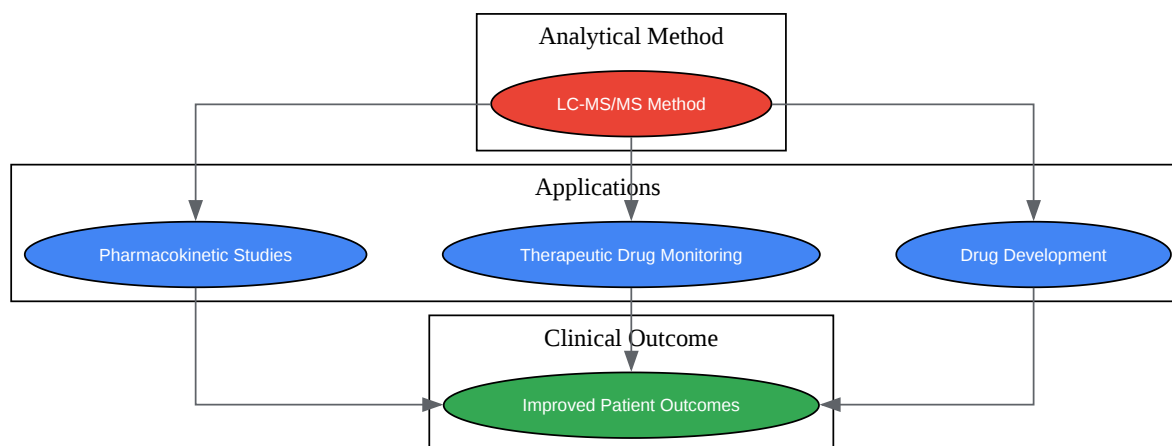 Analytical Method
LC-MS/MS Method
Applications
Pharmacokinetic Studies
Therapeutic Drug Monitoring
Drug Development
Clinical Outcome
Improved Patient Outcomes